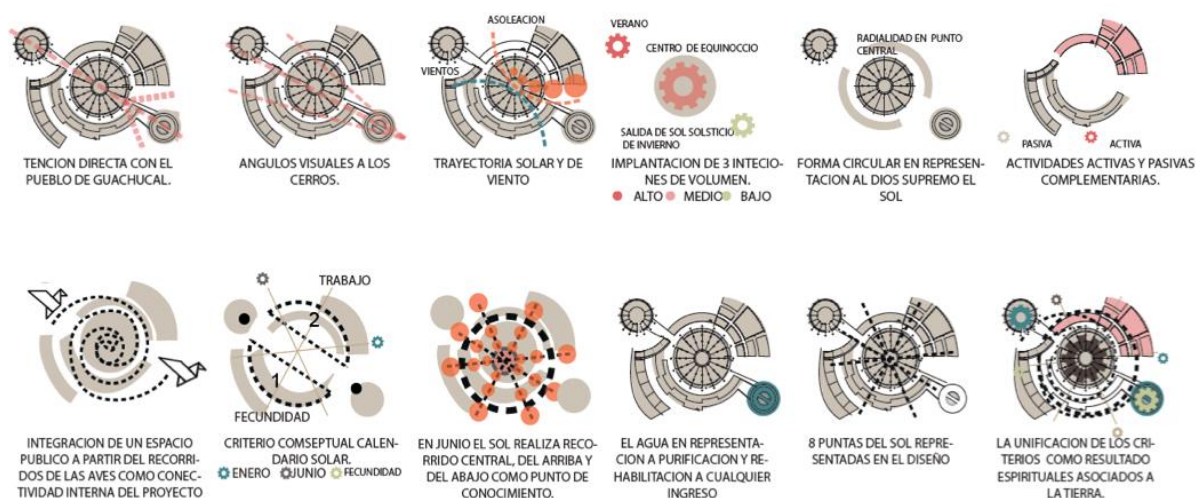 TENCION DIRECTA CON EL
PUEBLO DE GUACHUCAL.
ANGULOS VISUALES A LOS
CERROS.
ASOLEACION
VIENTOS
TRAYECTORIA SOLAR Y DE
VIENTO
VERANO
CENTRO DE EQUINOCCIO
SALIDA DE SOL SOLSTICIO
DE INVIERNO
IMPLANTACION DE 3 INTECIO-
NES DE VOLUMEN.
ALTO MEDIO BAJO
RADIALIDAD EN PUNTO
CENTRAL
FORMA CIRCULAR EN REPRESEN-
TACION AL DIOS SUPREMO EL
SOL
PASIVA ACTIVA
ACTIVIDADES ACTIVAS Y PASIVAS
COMPLEMENTARIAS.
INTEGRACION DE UN ESPACIO
PUBLICO A PARTIR DEL RECORRI-
DOS DE LAS AVES COMO CONEC-
TIVIDAD INTERNA DEL PROYECTO
TRABAJO
2
1
FECUNDIDAD
CRITERIO COMSEPTUAL CALEN-
DARIO SOLAR.
ENERO JUNIO FECUNDIDAD
EN JUNIO EL SOL REALIZA RECO-
RRIDO CENTRAL, DEL ARRIBA Y
DEL ABAJO COMO PUNTO DE
CONOCIMIENTO.
EL AGUA EN REPRESENTA-
CION A PURIFICACION Y RE-
HABILITACION A CUALQUIER
INGRESO
8 PUNTAS DEL SOL REPRE-
SENTADAS EN EL DISEÑO
LA UNIFICACION DE LOS CRI-
TERIOS COMO RESULTADO
ESPIRITUALES ASOCIADOS A
LA TIERRA.